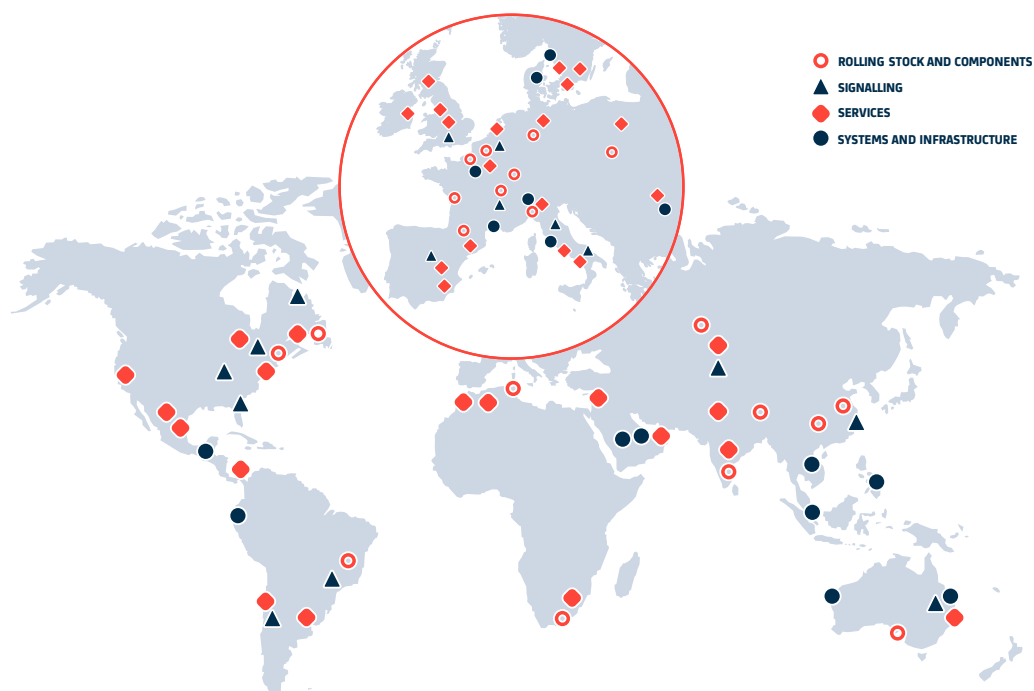 ROLLING STOCK AND COMPONENTS
SIGNALLING
SERVICES
SYSTEMS AND INFRASTRUCTURE